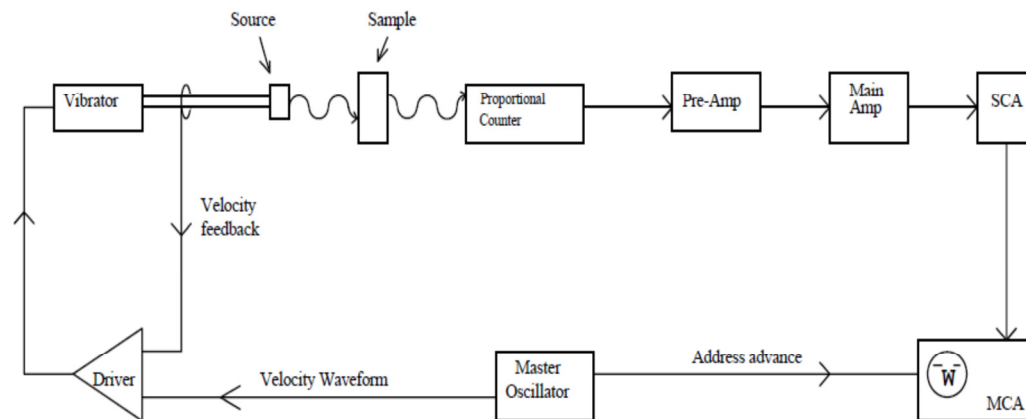 Source
Sample
Vibrator
Proportional
Counter
Pre-Amp
Main
Amp
SCA
Velocity
feedback
Driver
Velocity Waveform
Master
Oscillator
Address advance
W
MCA